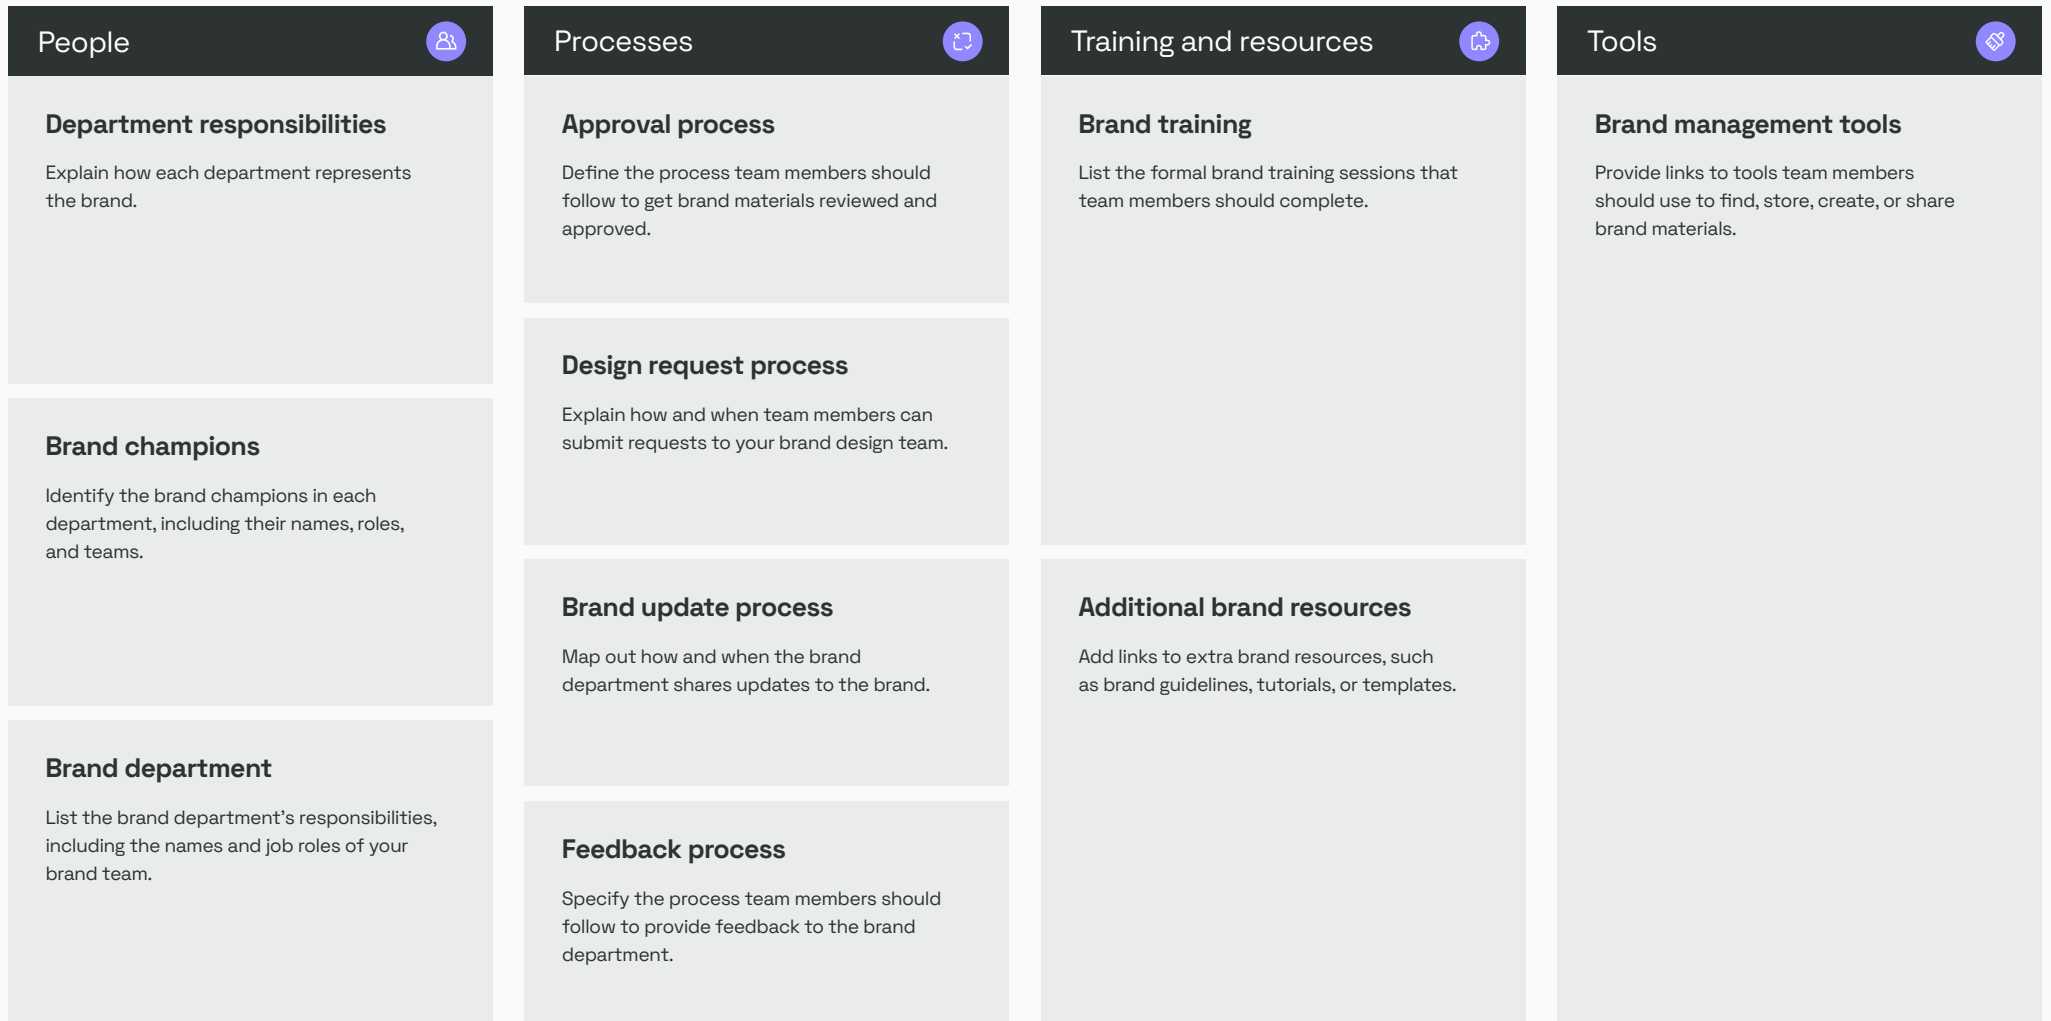 People
Department responsibilities
Explain how each department represents
the brand.
Brand champions
Identify the brand champions in each
department, including their names, roles,
and teams.
Brand department
List the brand department’s responsibilities,
including the names and job roles of your
brand team.
Processes
Approval process
Define the process team members should
follow to get brand materials reviewed and
approved.
Design request process
Explain how and when team members can
submit requests to your brand design team.
Brand update process
Map out how and when the brand
department shares updates to the brand.
Feedback process
Specify the process team members should
follow to provide feedback to the brand
department.
Training and resources
Brand training
List the formal brand training sessions that
team members should complete.
Additional brand resources
Add links to extra brand resources, such
as brand guidelines, tutorials, or templates.
Tools
Brand management tools
Provide links to tools team members
should use to find, store, create, or share
brand materials.